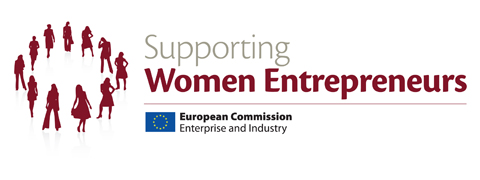 Supporting
Women Entrepreneurs
European Commission
Enterprise and Industry